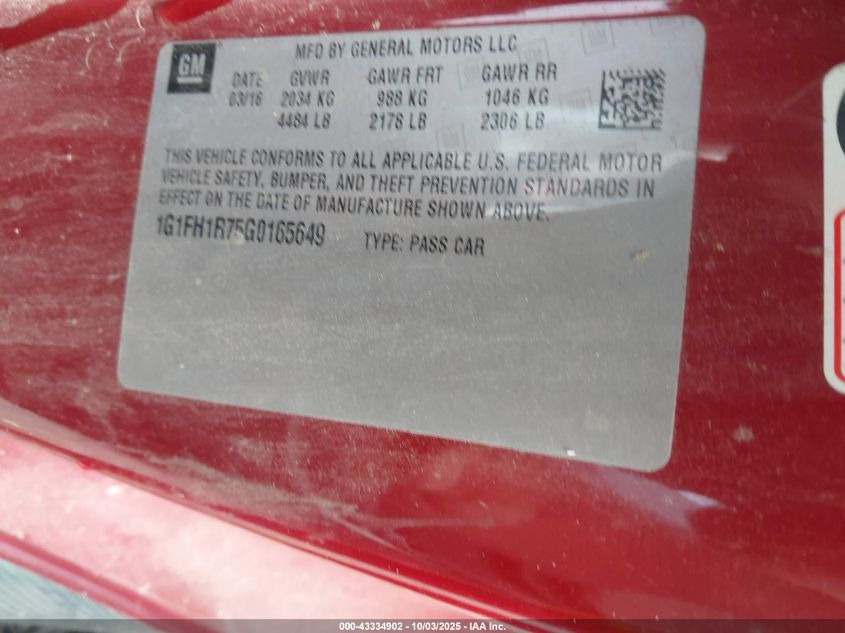 GM
MFD BY GENERAL MOTORS LLC
DATE GVWR GAWR FRT GAWR RR
03/16 2034 KG 988 KG 1046 KG
4484 LB 2178 LB 2306 LB
THIS VEHICLE CONFORMS TO ALL APPLICABLE U.S. FEDERAL MOTOR
VEHICLE SAFETY, BUMPER, AND THEFT PREVENTION STANDARDS IN
EFFECT ON THE DATE OF MANUFACTURE SHOWN ABOVE.
1G1FH1R75G0165649 TYPE: PASS CAR
000-43334902 - 10/03/2025 - IAA Inc.